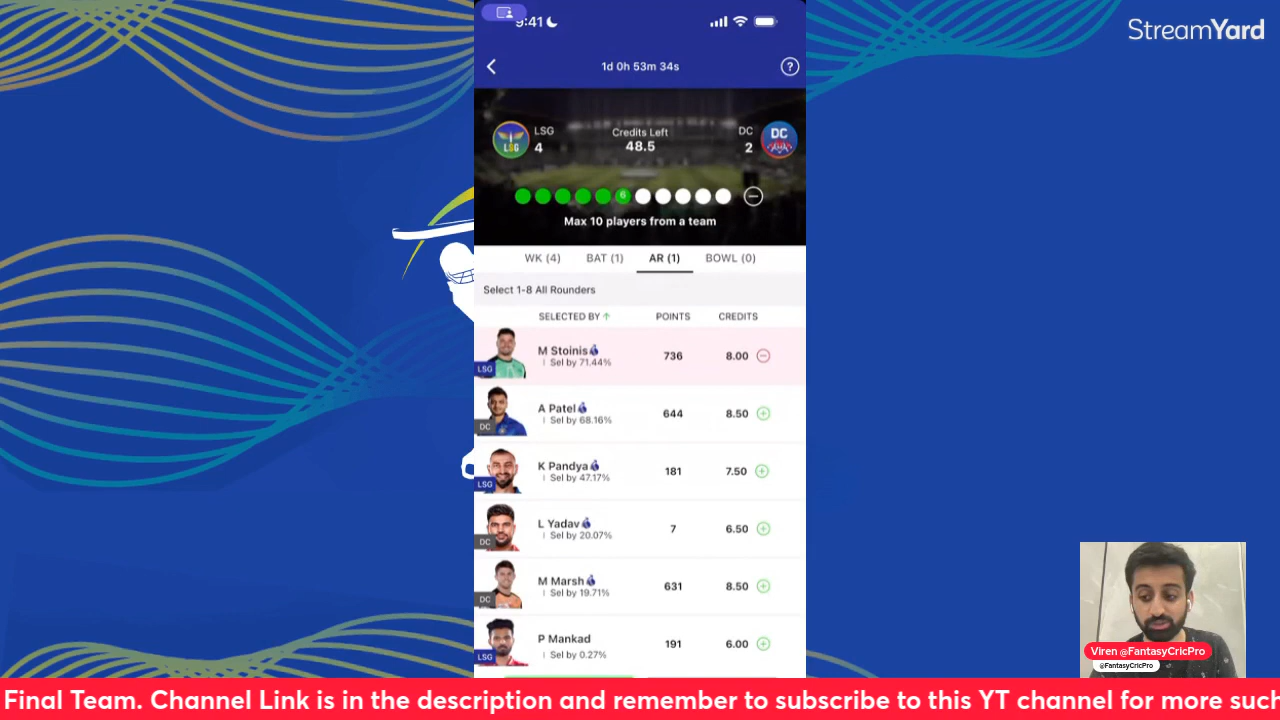 9:41
StreamYard
1d 0h 53m 34s
?
LSG
4
Credits Left
48.5
DC
2
LSG
DC
6
Max 10 players from a team
WK (4) BAT (1) AR (1) BOWL (0)
Select 1-8 All Rounders
SELECTED BY ↑ POINTS CREDITS
M Stoinis
Sel by 71.44%
736 8.00
LSG
A Patel
Sel by 68.16%
644 8.50
DC
K Pandya
Sel by 47.17%
181 7.50
LSG
L Yadav
Sel by 20.07%
7 6.50
DC
M Marsh
Sel by 19.71%
631 8.50
DC
P Mankad
Sel by 0.27%
191 6.00
LSG
Viren @FantasyCricPro
@FantasyCricPro
Final Team. Channel Link is in the description and remember to subscribe to this YT channel for more such